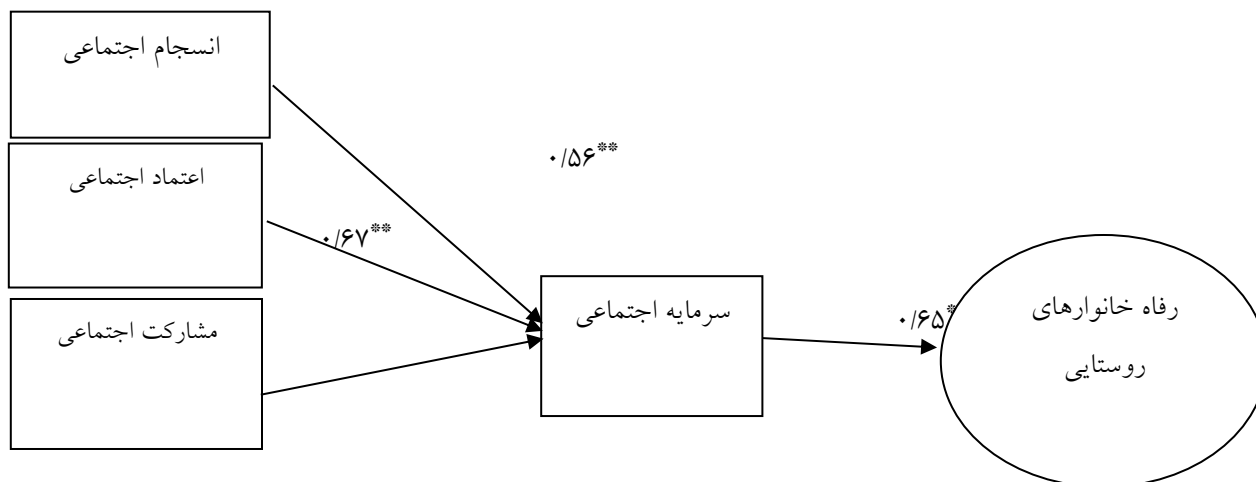 انسجام اجتماعی
۰/۵۶**
اعتماد اجتماعی
۰/۶۷**
سرمایه اجتماعی
۰/۶۵*
رفاه خانوارهای
روستایی
مشارکت اجتماعی